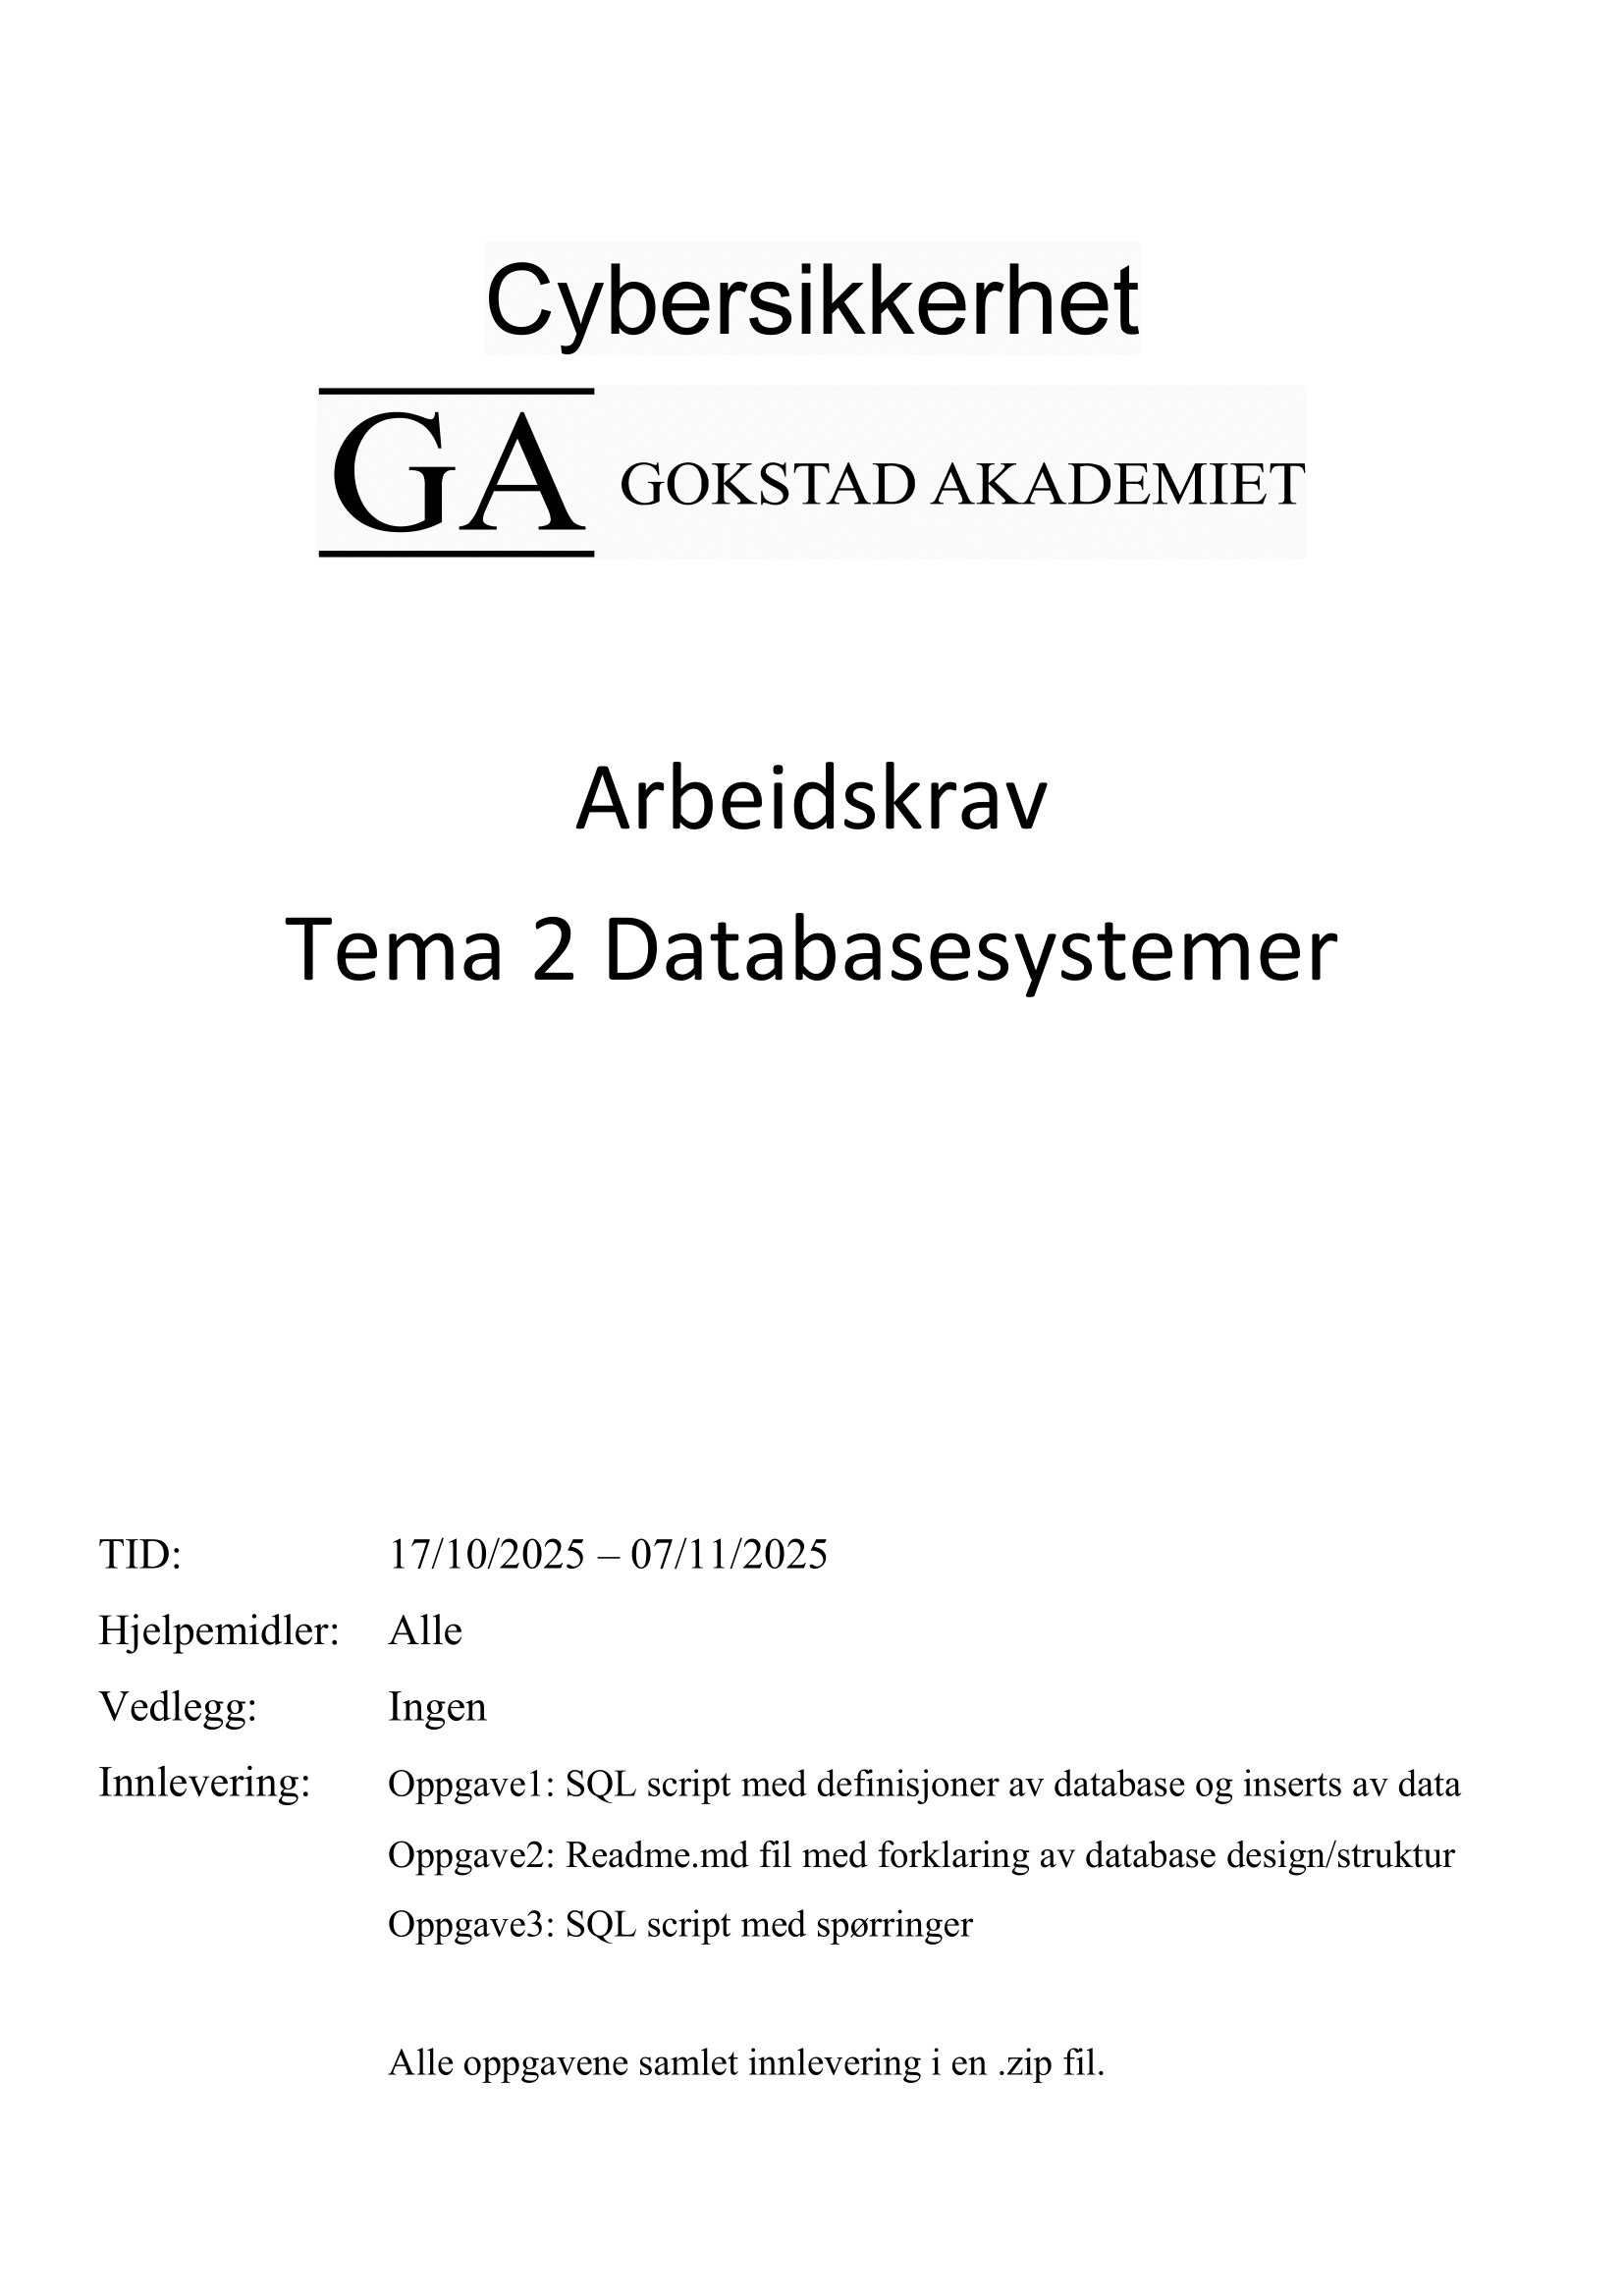 Cybersikkerhet
GA GOKSTAD AKADEMIET
Arbeidskrav
Tema 2 Databasesystemer
TID: 17/10/2025 – 07/11/2025
Hjelpemidler: Alle
Vedlegg: Ingen
Innlevering: Oppgave1: SQL script med definisjoner av database og inserts av data
Oppgave2: Readme.md fil med forklaring av database design/struktur
Oppgave3: SQL script med spørringer
Alle oppgavene samlet innlevering i en .zip fil.